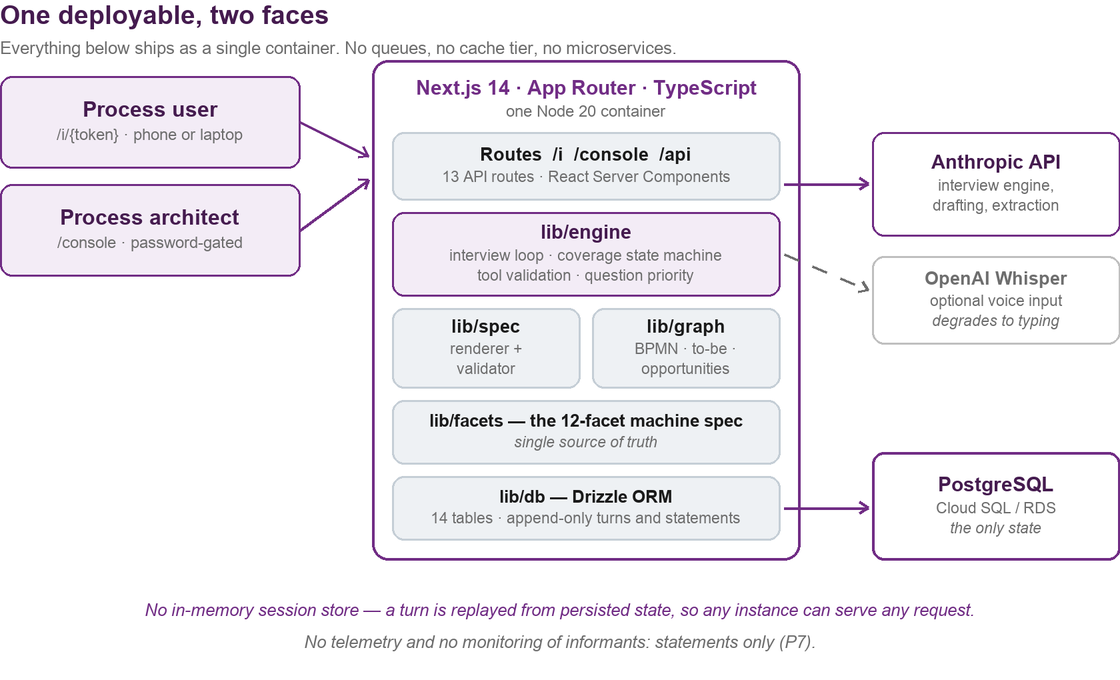 One deployable, two faces
Everything below ships as a single container. No queues, no cache tier, no microservices.
Process user
/i/{token} · phone or laptop
Process architect
/console · password-gated
Next.js 14 · App Router · TypeScript
one Node 20 container
Routes /i /console /api
13 API routes · React Server Components
lib/engine
interview loop · coverage state machine
tool validation · question priority
lib/spec
renderer +
validator
lib/graph
BPMN · to-be ·
opportunities
lib/facets — the 12-facet machine spec
single source of truth
lib/db — Drizzle ORM
14 tables · append-only turns and statements
Anthropic API
interview engine,
drafting, extraction
OpenAI Whisper
optional voice input
degrades to typing
PostgreSQL
Cloud SQL / RDS
the only state
No in-memory session store — a turn is replayed from persisted state, so any instance can serve any request.
No telemetry and no monitoring of informants: statements only (P7).